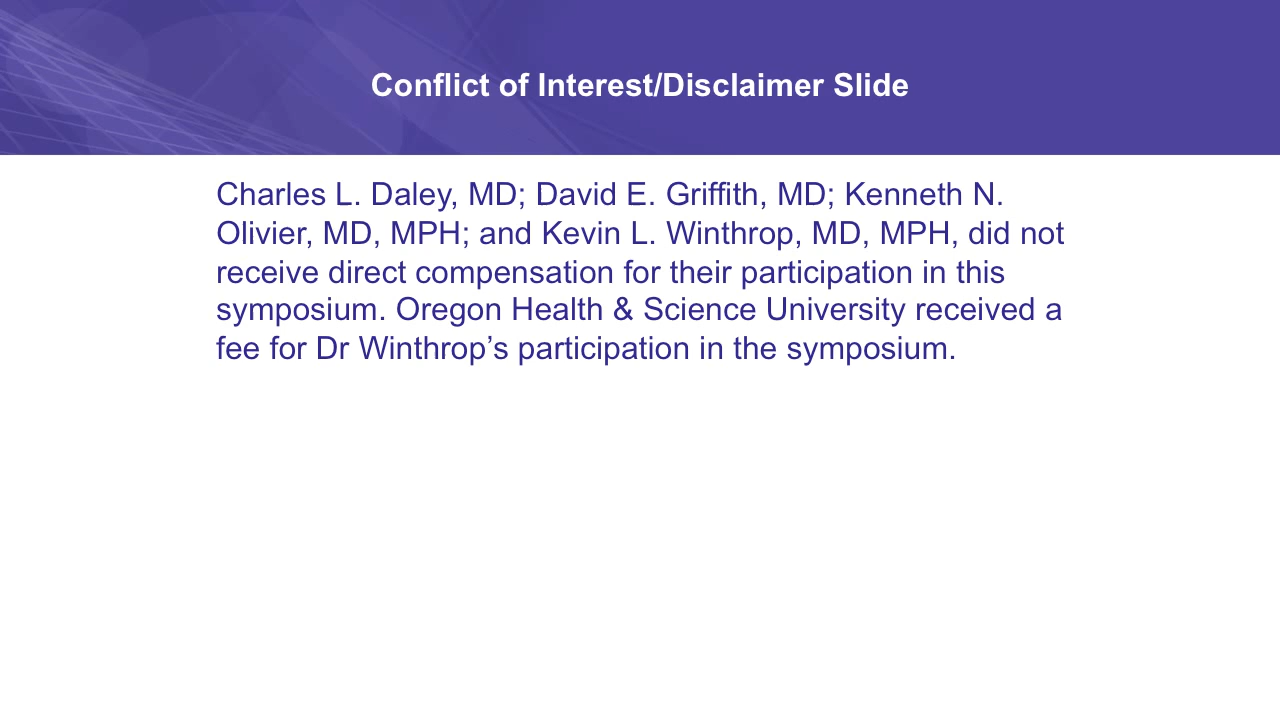 Conflict of Interest/Disclaimer Slide
Charles L. Daley, MD; David E. Griffith, MD; Kenneth N.
Olivier, MD, MPH; and Kevin L. Winthrop, MD, MPH, did not
receive direct compensation for their participation in this
symposium. Oregon Health & Science University received a
fee for Dr Winthrop’s participation in the symposium.